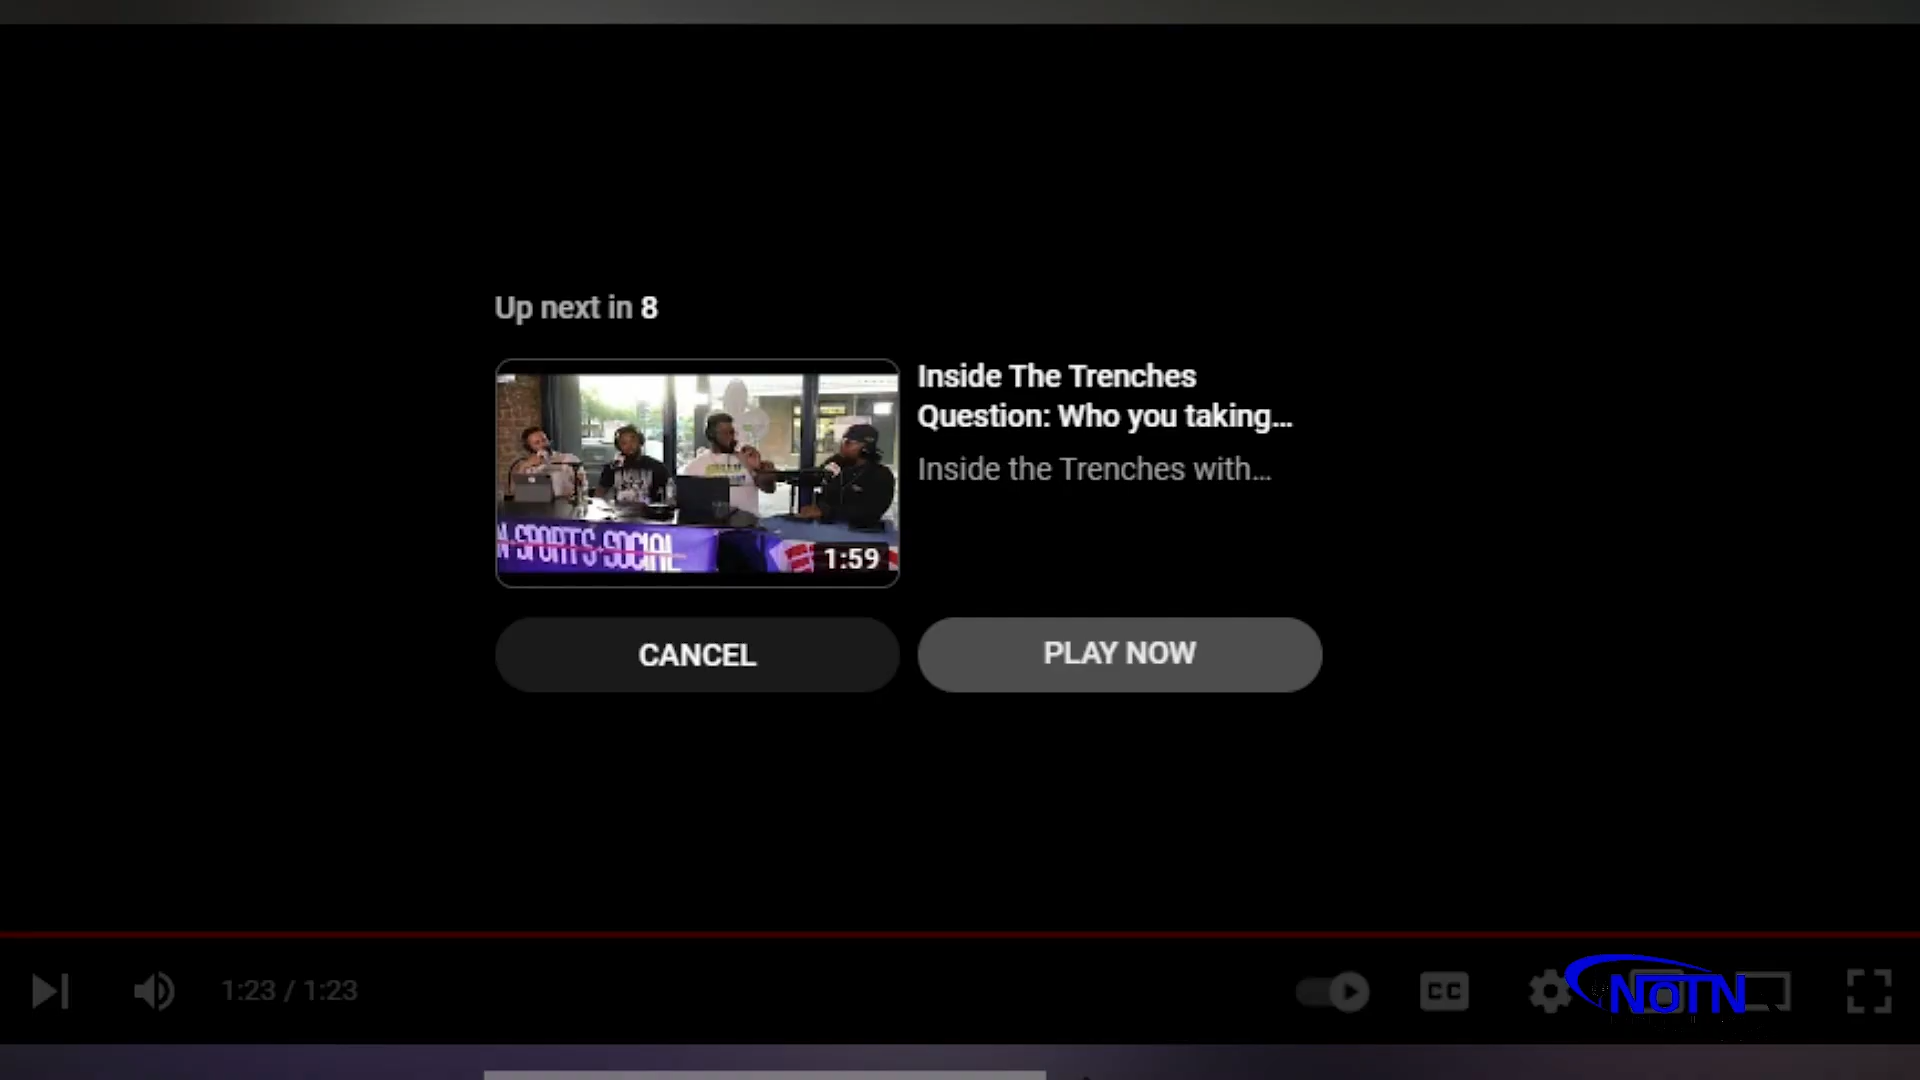 Up next in 8
Inside The Trenches
Question: Who you taking...
Inside the Trenches with...
SPORTS SOCIAL
1:59
CANCEL
PLAY NOW
1:23 / 1:23
CC
NOTN